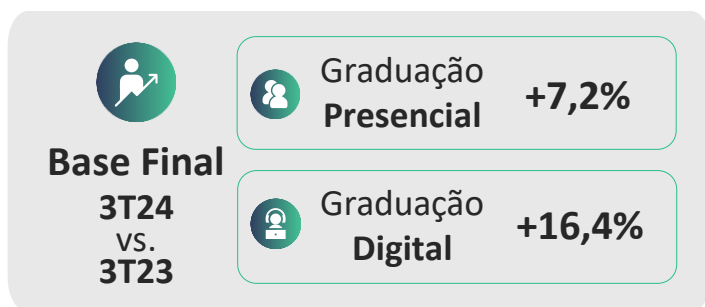 Base Final
3T24
vs.
3T23
Graduação
Presencial
+7,2%
Graduação
Digital
+16,4%